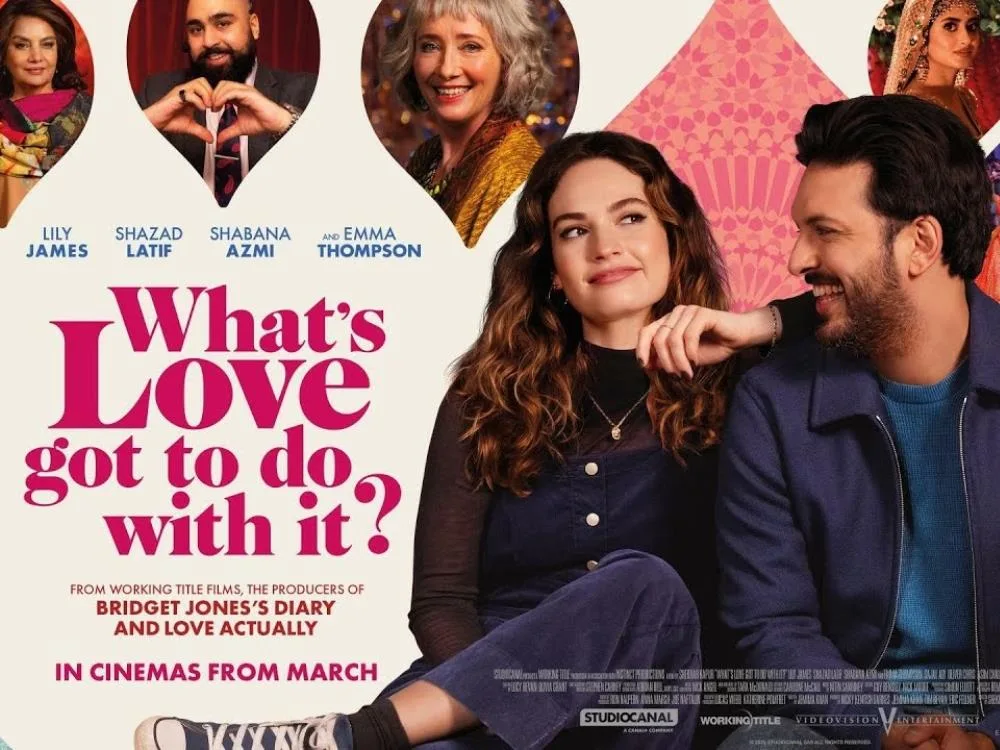 LILY JAMES
SHAZAD LATIF
SHABANA AZMI
AND EMMA THOMPSON
What's
Love
got to do
with it?
FROM WORKING TITLE FILMS, THE PRODUCERS OF
BRIDGET JONES'S DIARY
AND LOVE ACTUALLY
IN CINEMAS FROM MARCH
STUDIOCANAL
A CANAL+ COMPANY
WORKING TITLE
VIDEOVISION ENTERTAINMENT